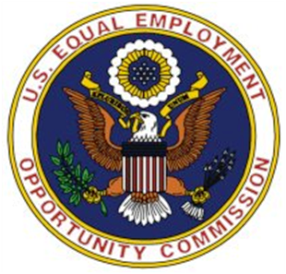 U.S. EQUAL EMPLOYMENT
OPPORTUNITY COMMISSION